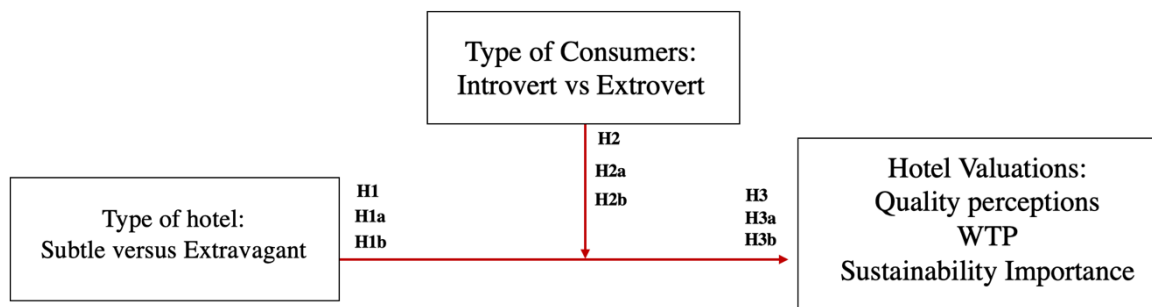 Type of Consumers:
Introvert vs Extrovert
H2
H2a
H2b
Type of hotel:
Subtle versus Extravagant
H1
H1a
H1b
H3
H3a
H3b
Hotel Valuations:
Quality perceptions
WTP
Sustainability Importance